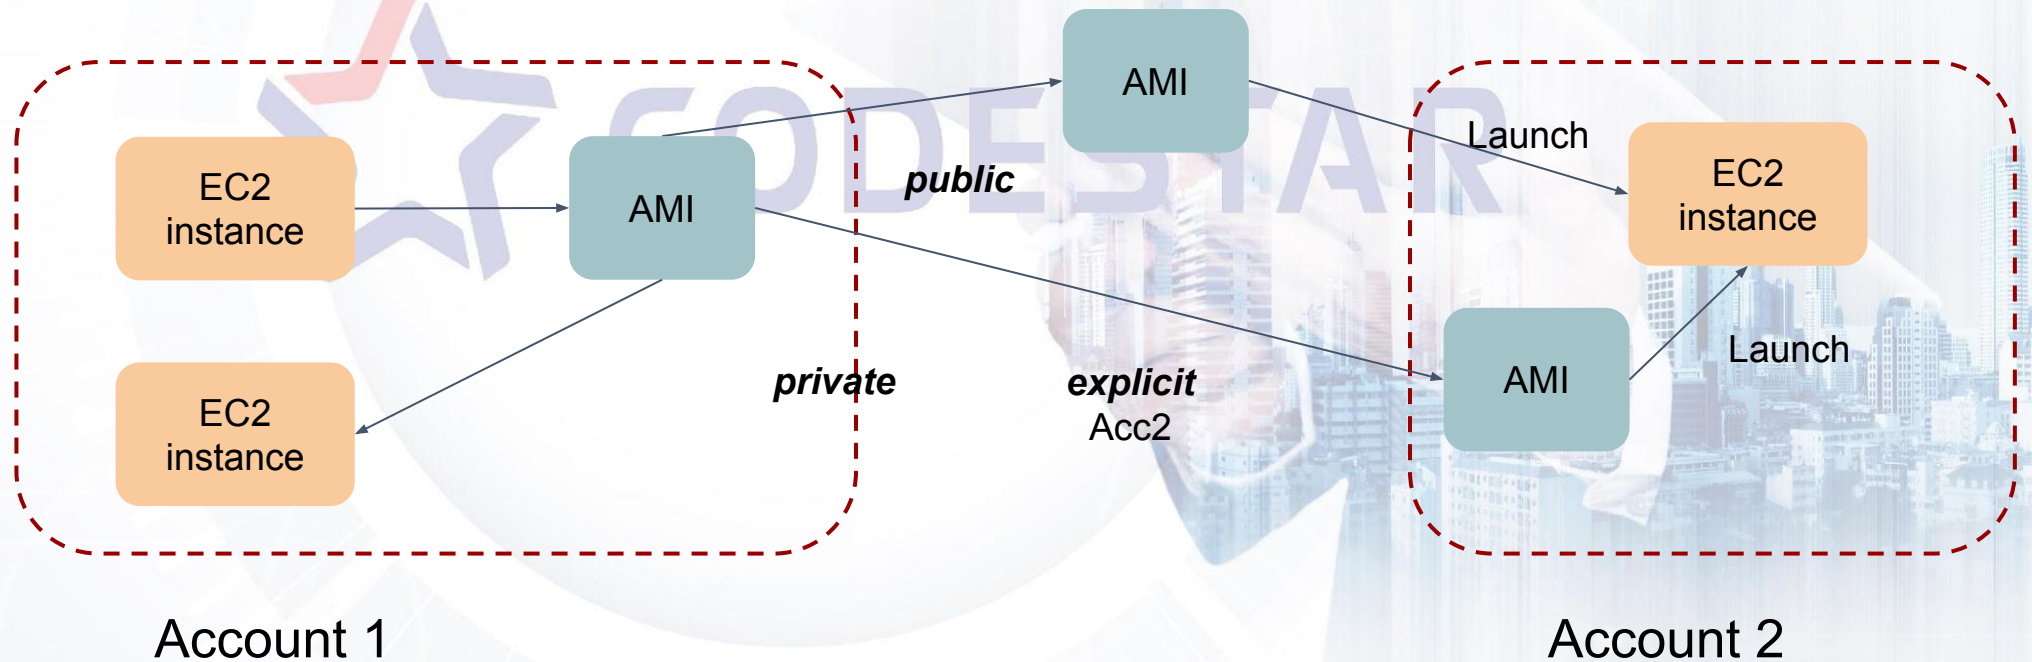 AMI
CODESTAR
Launch
EC2
instance
EC2
instance
AMI
public
private
explicit
Acc2
AMI
Launch
EC2
instance
Account 1
Account 2